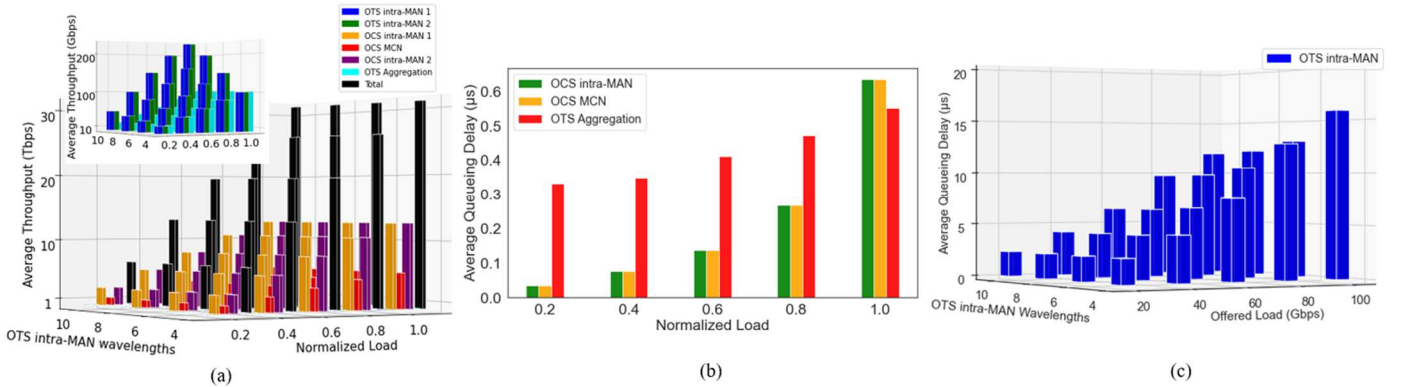 OTS intra-MAN 1
OTS intra-MAN 2
OCS intra-MAN 1
OCS MCN
OCS intra-MAN 2
OTS Aggregation
Total
Average Throughput (Gbps)
200
100
10
10 8 6 4 0.2 0.4 0.6 0.8 1.0
Average Throughput (Tbps)
30
20
10
1
10 8 6 4 0.2 0.4 0.6 0.8 1.0
OTS intra-MAN wavelengths
Normalized Load
(a)
OCS intra-MAN
OCS MCN
OTS Aggregation
Average Queueing Delay (μs)
0.6
0.5
0.4
0.3
0.2
0.1
0.0
0.2 0.4 0.6 0.8 1.0
Normalized Load
(b)
OTS intra-MAN
Average Queueing Delay (μs)
20
15
10
5
0
10 8 6 4 20 40 60 80 100
OTS intra-MAN Wavelengths
Offered Load (Gbps)
(c)